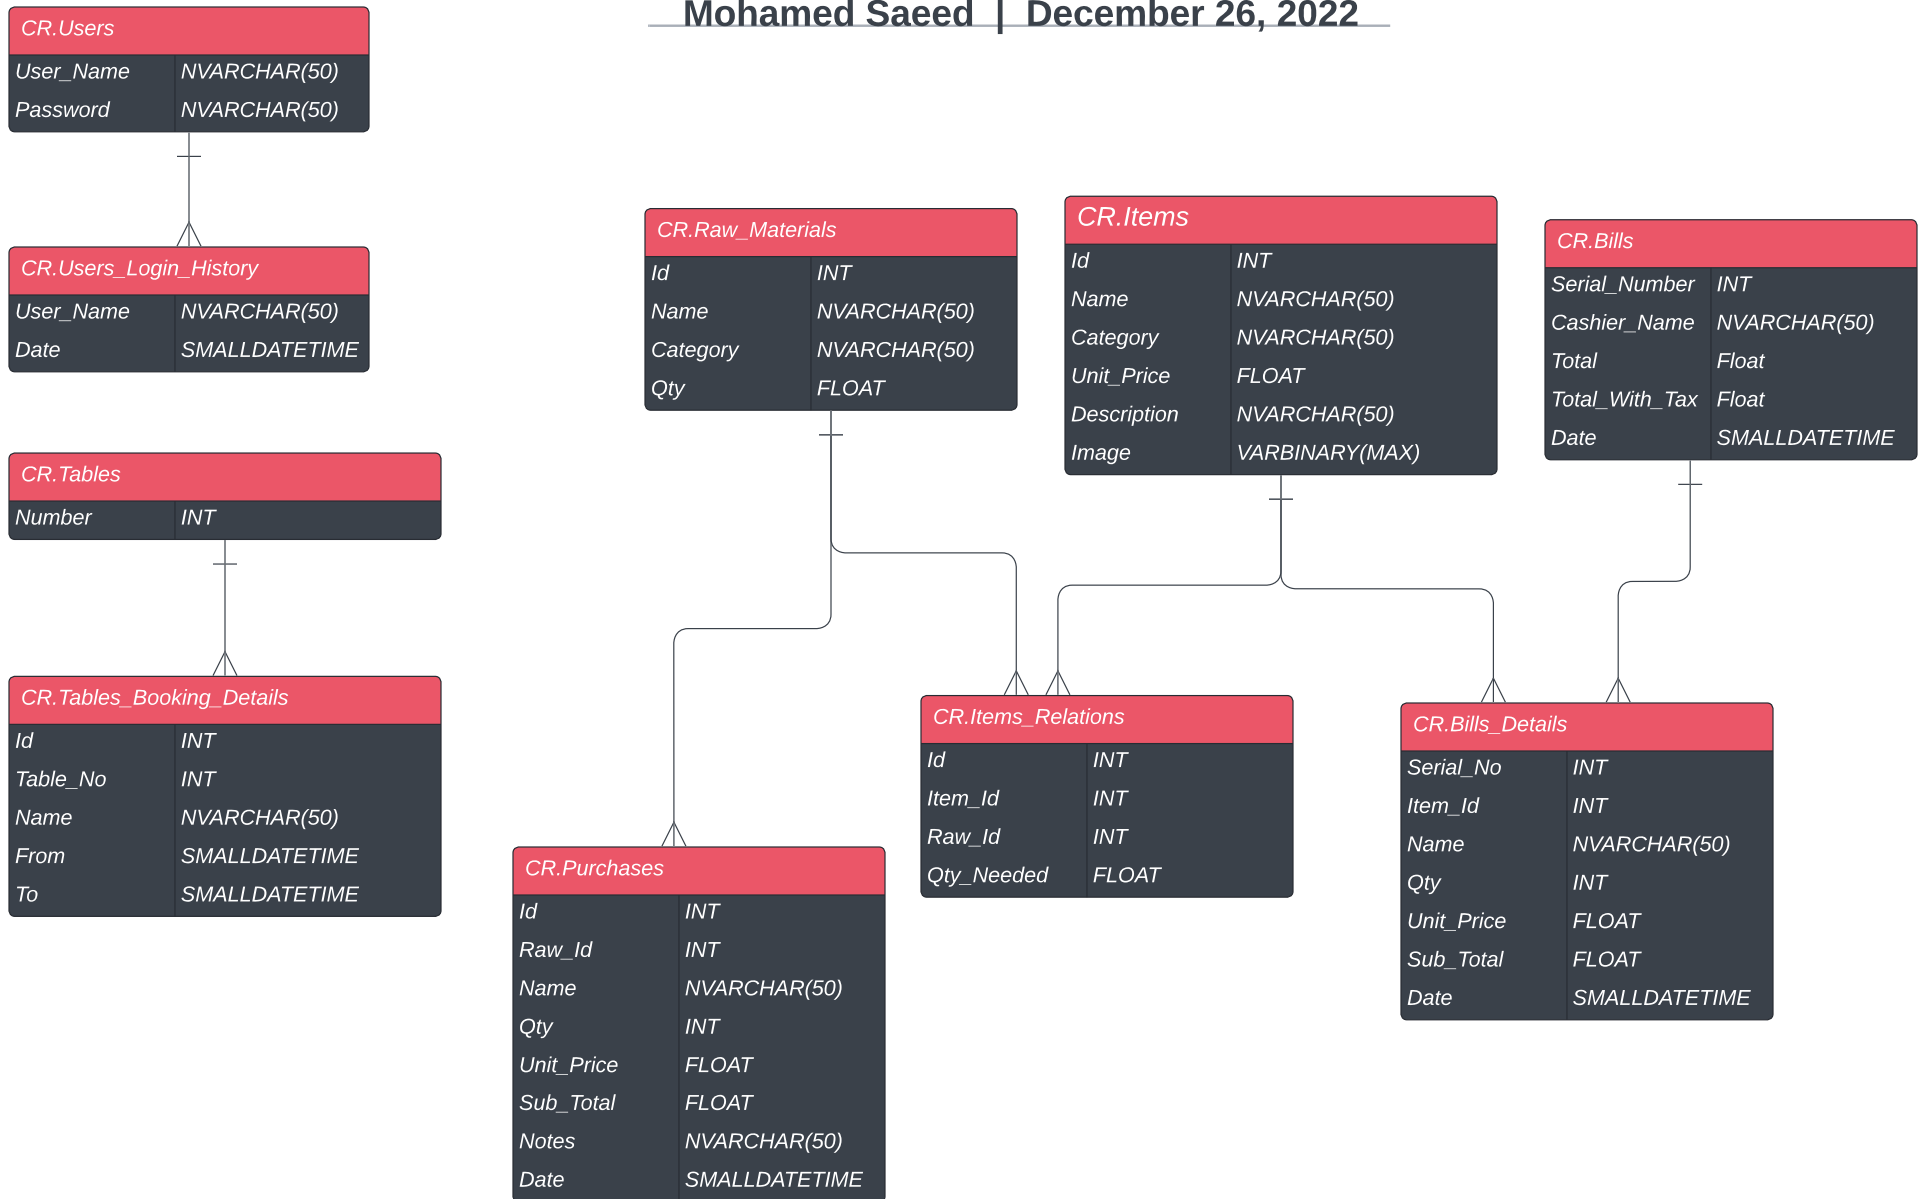 Mohamed Saeed | December 26, 2022
CR.Users
User_Name NVARCHAR(50)
Password NVARCHAR(50)
CR.Users_Login_History
User_Name NVARCHAR(50)
Date SMALLDATETIME
CR.Tables
Number INT
CR.Tables_Booking_Details
Id INT
Table_No INT
Name NVARCHAR(50)
From SMALLDATETIME
To SMALLDATETIME
CR.Raw_Materials
Id INT
Name NVARCHAR(50)
Category NVARCHAR(50)
Qty FLOAT
CR.Items
Id INT
Name NVARCHAR(50)
Category NVARCHAR(50)
Unit_Price FLOAT
Description NVARCHAR(50)
Image VARBINARY(MAX)
CR.Bills
Serial_Number INT
Cashier_Name NVARCHAR(50)
Total Float
Total_With_Tax Float
Date SMALLDATETIME
CR.Purchases
Id INT
Raw_Id INT
Name NVARCHAR(50)
Qty INT
Unit_Price FLOAT
Sub_Total FLOAT
Notes NVARCHAR(50)
Date SMALLDATETIME
CR.Items_Relations
Id INT
Item_Id INT
Raw_Id INT
Qty_Needed FLOAT
CR.Bills_Details
Serial_No INT
Item_Id INT
Name NVARCHAR(50)
Qty INT
Unit_Price FLOAT
Sub_Total FLOAT
Date SMALLDATETIME